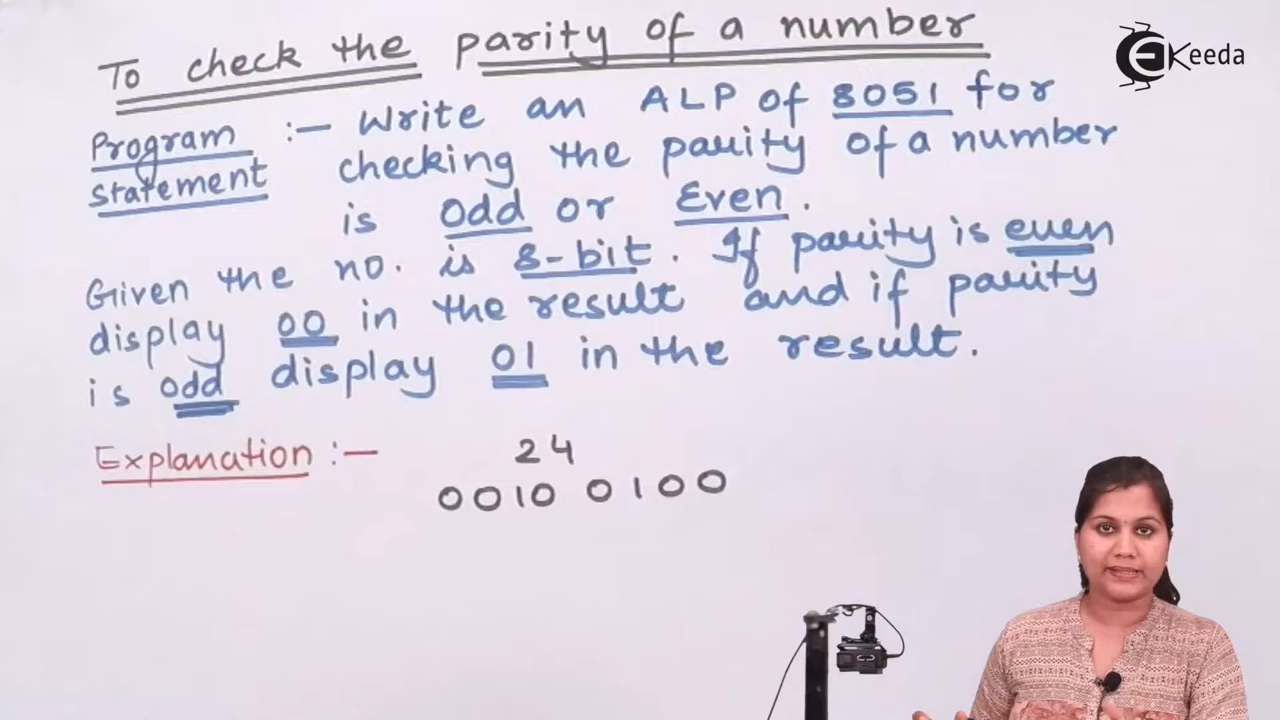 To check the parity of a number
EKeeda
Program :- Write an ALP of 8051 for
Statement checking the parity of a number
is Odd or Even.
Given the no. is 8-bit. If parity is even
display 00 in the result and if parity
is odd display 01 in the result.
Explanation :- 24
0010 0100